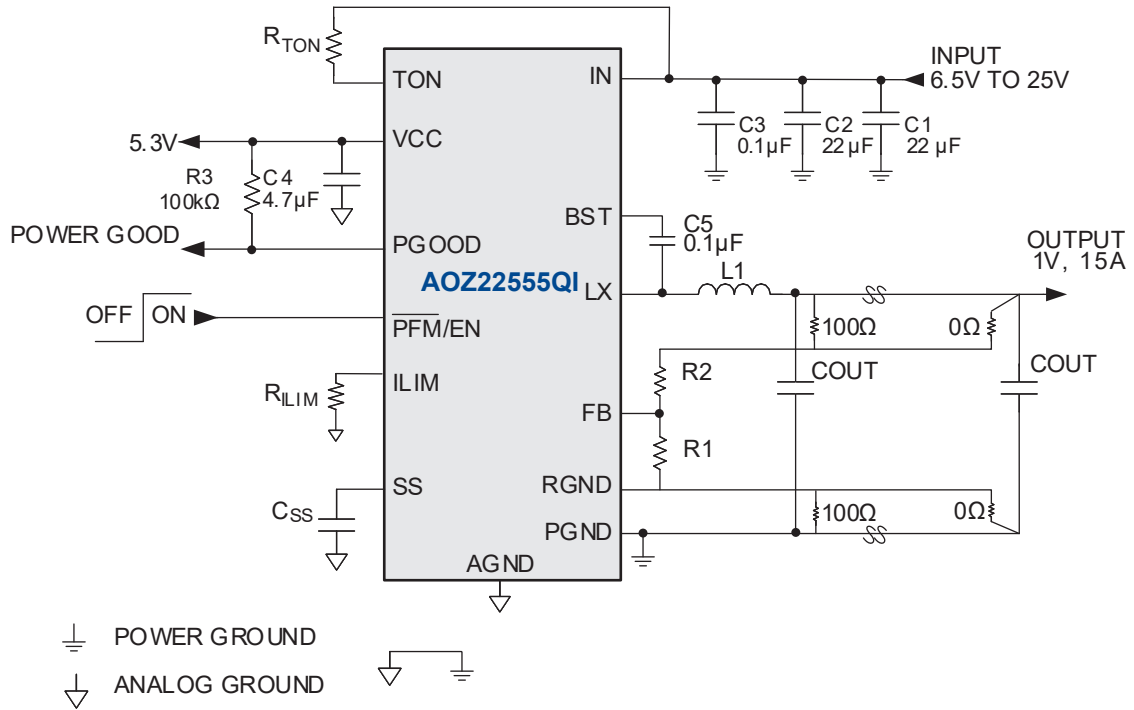 RTON
TON
IN
INPUT
6.5V TO 25V
C3
0.1µF
C2
22µF
C1
22 µF
5.3V
VCC
R3
100kΩ
C4
4.7µF
BST
C5
0.1µF
POWER GOOD
PGOOD
OUTPUT
1V, 15A
AOZ22555QI
LX
L1
OFF
ON
PFM/EN
100Ω
0Ω
RILIM
ILIM
R2
COUT
COUT
FB
R1
CSS
SS
RGND
100Ω
0Ω
PGND
AGND
POWER GROUND
ANALOG GROUND